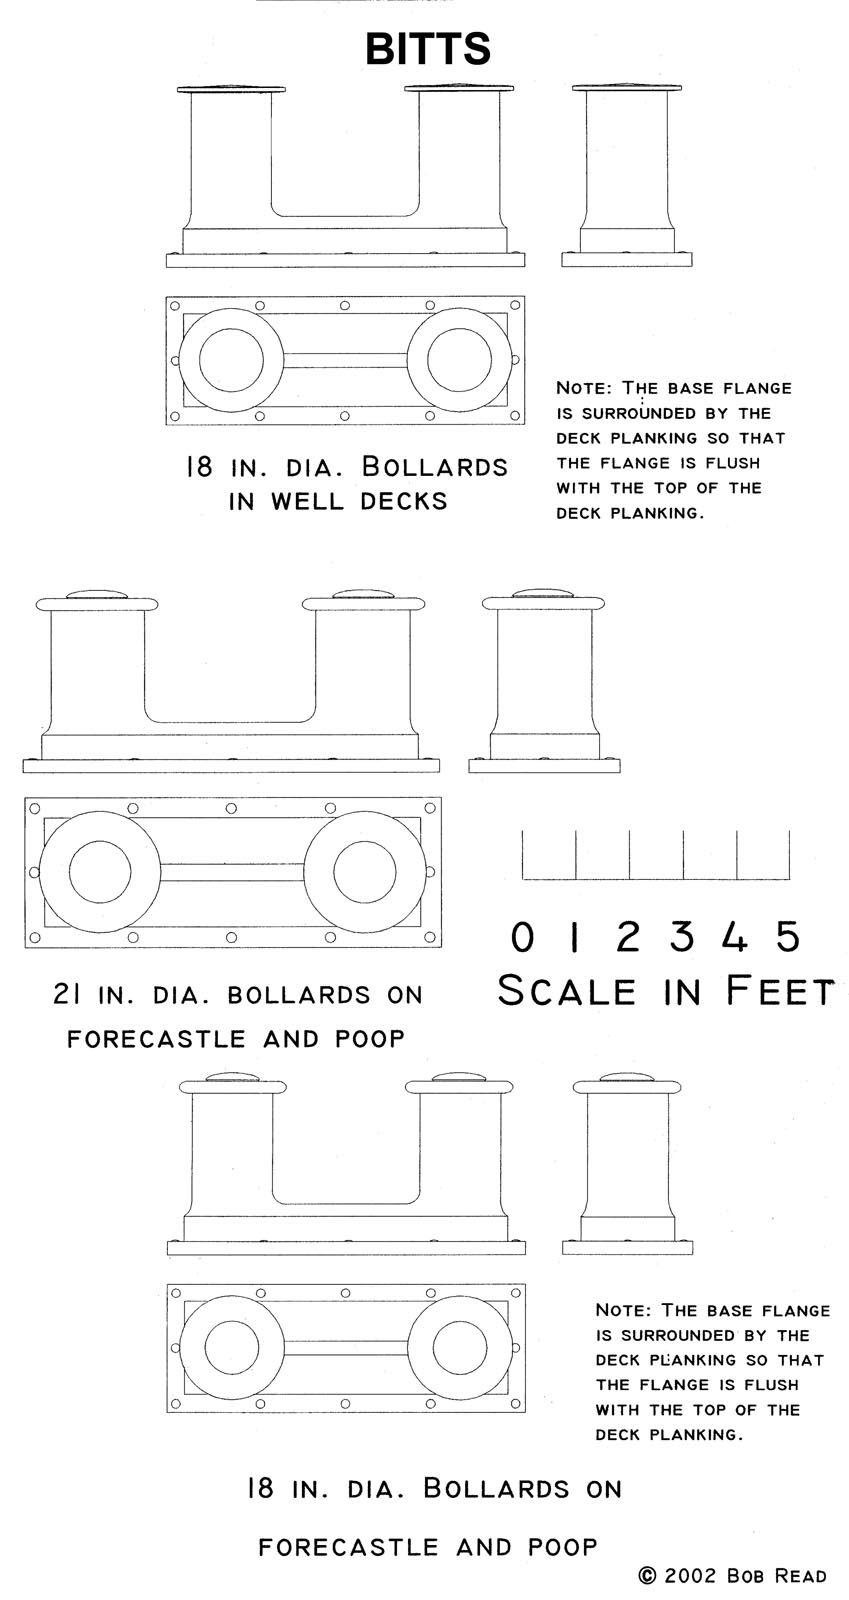 BITTS
18 IN. DIA. BOLLARDS
IN WELL DECKS
NOTE: THE BASE FLANGE
IS SURROUNDED BY THE
DECK PLANKING SO THAT
THE FLANGE IS FLUSH
WITH THE TOP OF THE
DECK PLANKING.
0 1 2 3 4 5
SCALE IN FEET
21 IN. DIA. BOLLARDS ON
FORECASTLE AND POOP
NOTE: THE BASE FLANGE
IS SURROUNDED BY THE
DECK PLANKING SO THAT
THE FLANGE IS FLUSH
WITH THE TOP OF THE
DECK PLANKING.
18 IN. DIA. BOLLARDS ON
FORECASTLE AND POOP
© 2002 BOB READ